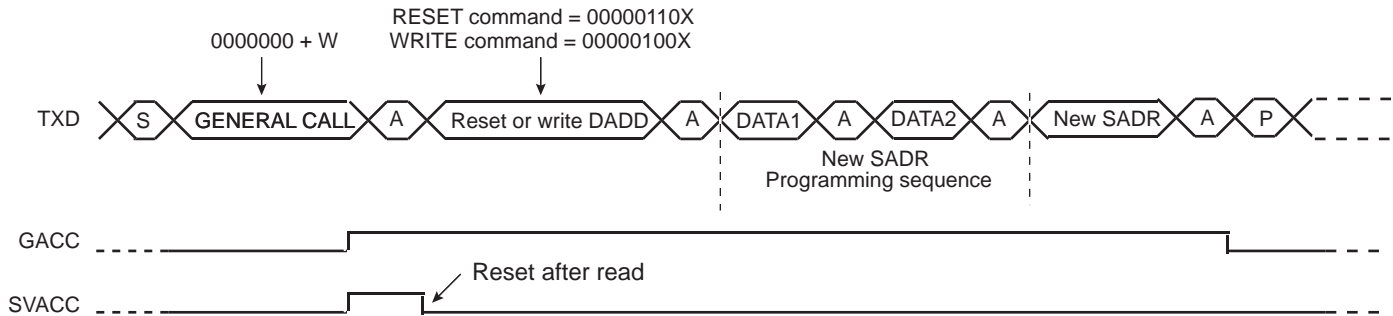 RESET command = 00000110X
0000000 + W
WRITE command = 00000100X
TXD S GENERAL CALL A Reset or write DADD A DATA1 A DATA2 A New SADR A P
New SADR
Programming sequence
GACC
Reset after read
SVACC